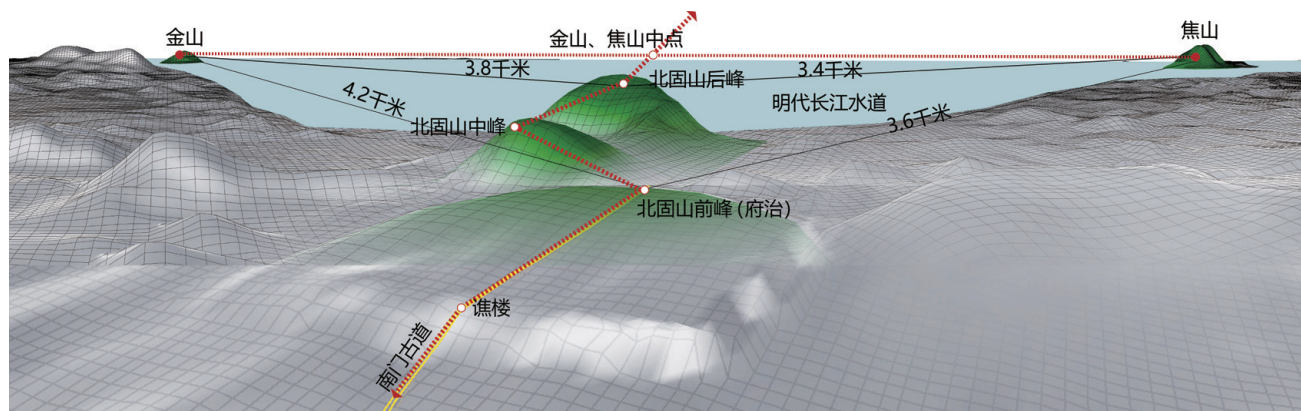 金山
金山、焦山中点
焦山
3.8千米
北固山后峰
3.4千米
4.2千米
明代长江水道
北固山中峰
3.6千米
北固山前峰(府治)
谯楼
南门古道